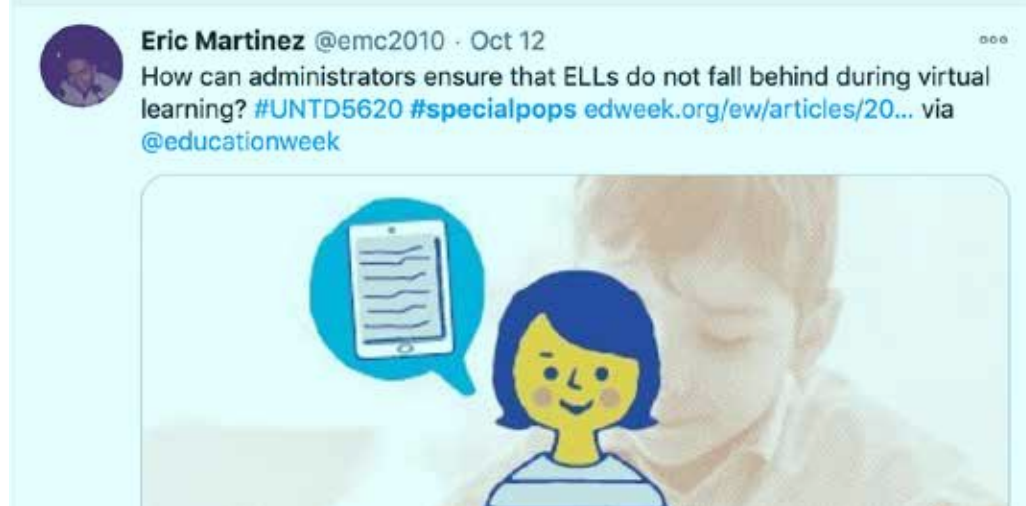 Eric Martinez @emc2010 · Oct 12
How can administrators ensure that ELLs do not fall behind during virtual
learning? #UNTD5620 #specialpops edweek.org/ew/articles/20... via
@educationweek